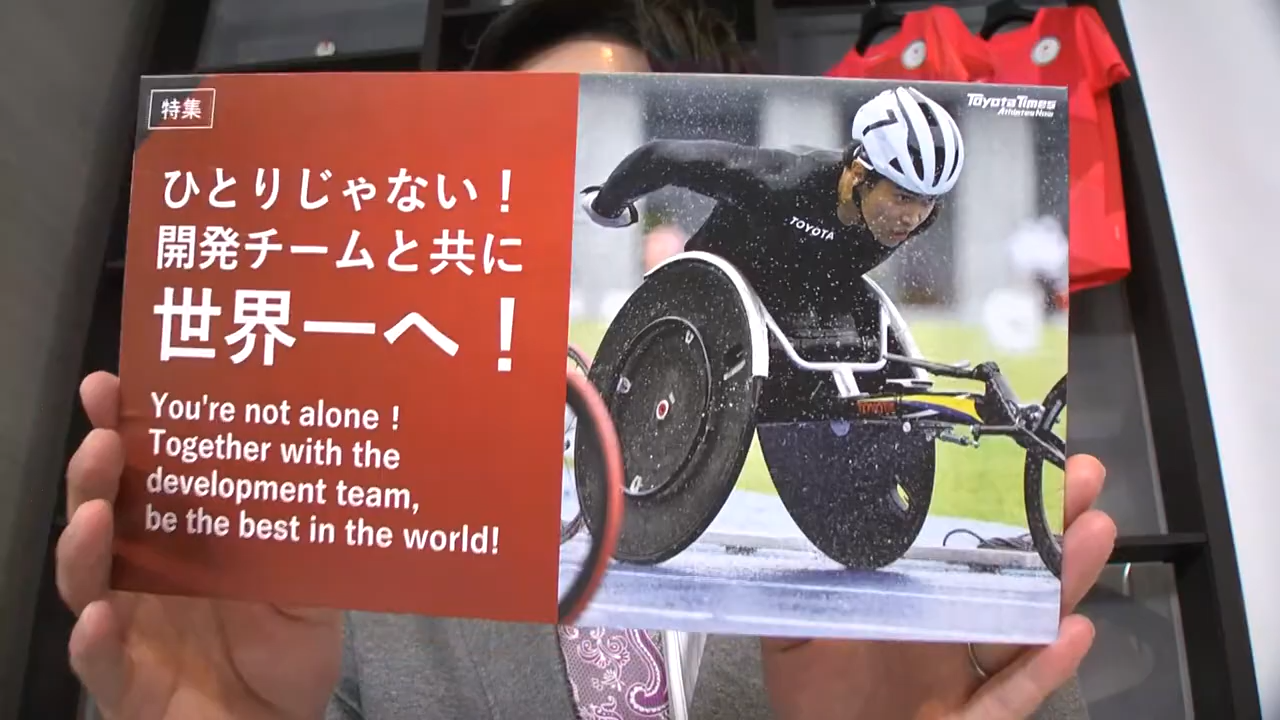 特集
ひとりじゃない！
開発チームと共に
世界一へ！
You're not alone !
Together with the
development team,
be the best in the world!
ToyotaTimes
Athletes Now
TOYOTA
TOYOTA